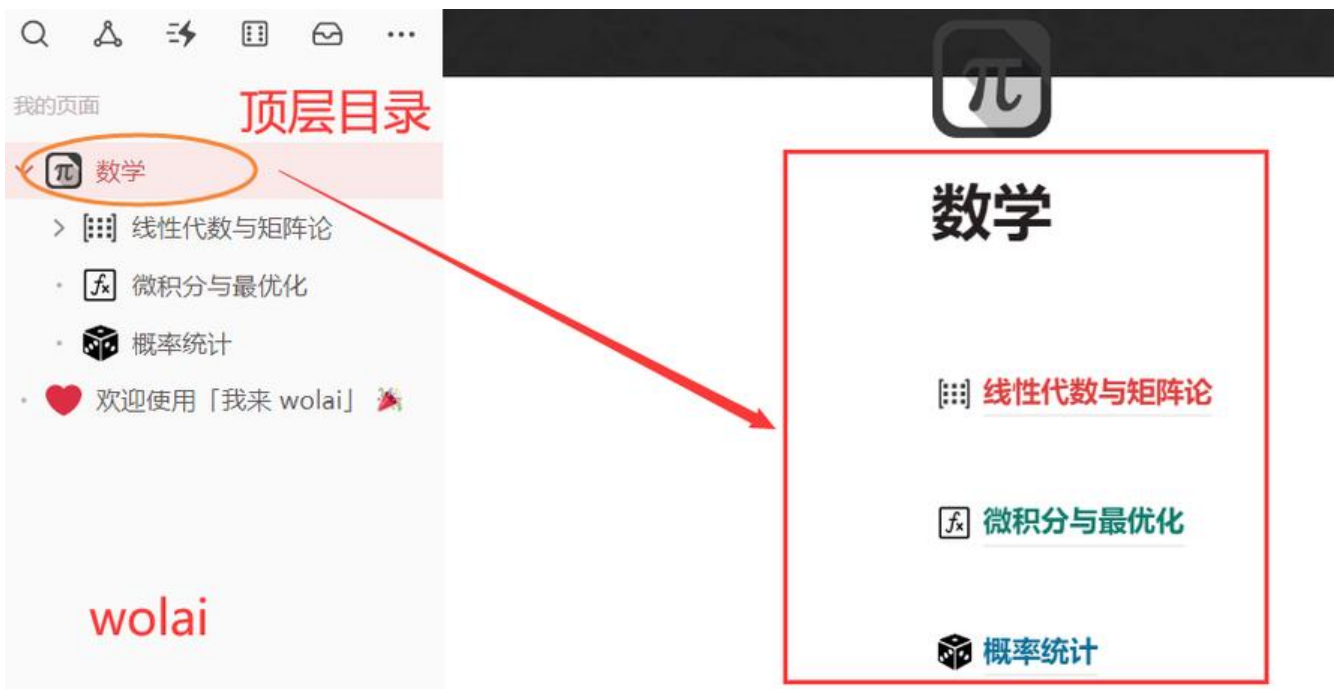 我的页面
顶层目录
π 数学
[⋮⋮⋮] 线性代数与矩阵论
fx 微积分与最优化
概率统计
欢迎使用「我来 wolai」
wolai
π
数学
[⋮⋮⋮] 线性代数与矩阵论
fx 微积分与最优化
概率统计